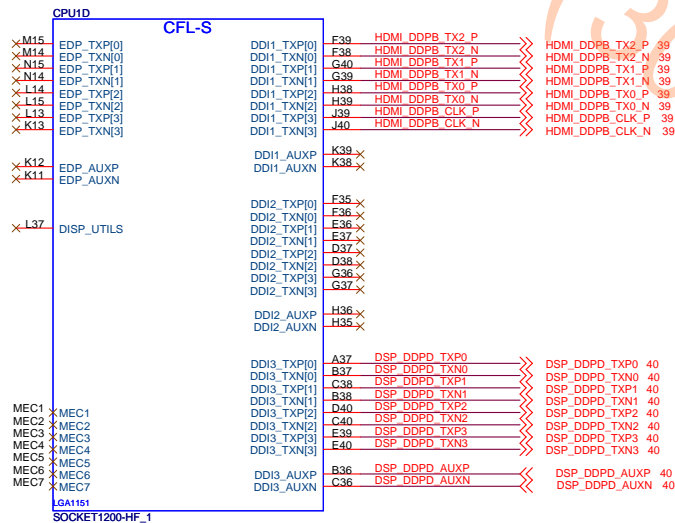 CPU1D
CFL-S
M15 EDP_TXP[0] DDI1_TXP[0] F39 HDMI_DDPB_TX2_P HDMI_DDPB_TX2_P 39
M14 EDP_TXN[0] DDI1_TXN[0] F38 HDMI_DDPB_TX2_N HDMI_DDPB_TX2_N 39
N15 EDP_TXP[1] DDI1_TXP[1] G40 HDMI_DDPB_TX1_P HDMI_DDPB_TX1_P 39
N14 EDP_TXN[1] DDI1_TXN[1] G39 HDMI_DDPB_TX1_N HDMI_DDPB_TX1_N 39
L14 EDP_TXP[2] DDI1_TXP[2] H38 HDMI_DDPB_TX0_P HDMI_DDPB_TX0_P 39
L15 EDP_TXN[2] DDI1_TXN[2] H39 HDMI_DDPB_TX0_N HDMI_DDPB_TX0_N 39
L13 EDP_TXP[3] DDI1_TXP[3] J39 HDMI_DDPB_CLK_P HDMI_DDPB_CLK_P 39
K13 EDP_TXN[3] DDI1_TXN[3] J40 HDMI_DDPB_CLK_N HDMI_DDPB_CLK_N 39
DDI1_AUXP K39
K12 EDP_AUXP DDI1_AUXN K38
K11 EDP_AUXN
DDI2_TXP[0] F35
DDI2_TXN[0] F36
L37 DISP_UTILS DDI2_TXP[1] E36
DDI2_TXN[1] E37
DDI2_TXP[2] D37
DDI2_TXN[2] D38
DDI2_TXP[3] G36
DDI2_TXN[3] G37
DDI2_AUXP H36
DDI2_AUXN H35
DDI3_TXP[0] A37 DSP_DDPD_TXP0 DSP_DDPD_TXP0 40
DDI3_TXN[0] B37 DSP_DDPD_TXN0 DSP_DDPD_TXN0 40
DDI3_TXP[1] C38 DSP_DDPD_TXP1 DSP_DDPD_TXP1 40
DDI3_TXN[1] B38 DSP_DDPD_TXN1 DSP_DDPD_TXN1 40
MEC1 MEC1 DDI3_TXP[2] D40 DSP_DDPD_TXP2 DSP_DDPD_TXP2 40
MEC2 MEC2 DDI3_TXN[2] C40 DSP_DDPD_TXN2 DSP_DDPD_TXN2 40
MEC3 MEC3 DDI3_TXP[3] E39 DSP_DDPD_TXP3 DSP_DDPD_TXP3 40
MEC4 MEC4 DDI3_TXN[3] E40 DSP_DDPD_TXN3 DSP_DDPD_TXN3 40
MEC5 MEC5
MEC6 MEC6 DDI3_AUXP B36 DSP_DDPD_AUXP DSP_DDPD_AUXP 40
MEC7 MEC7 DDI3_AUXN C36 DSP_DDPD_AUXN DSP_DDPD_AUXN 40
LGA1151
SOCKET1200-HF_1